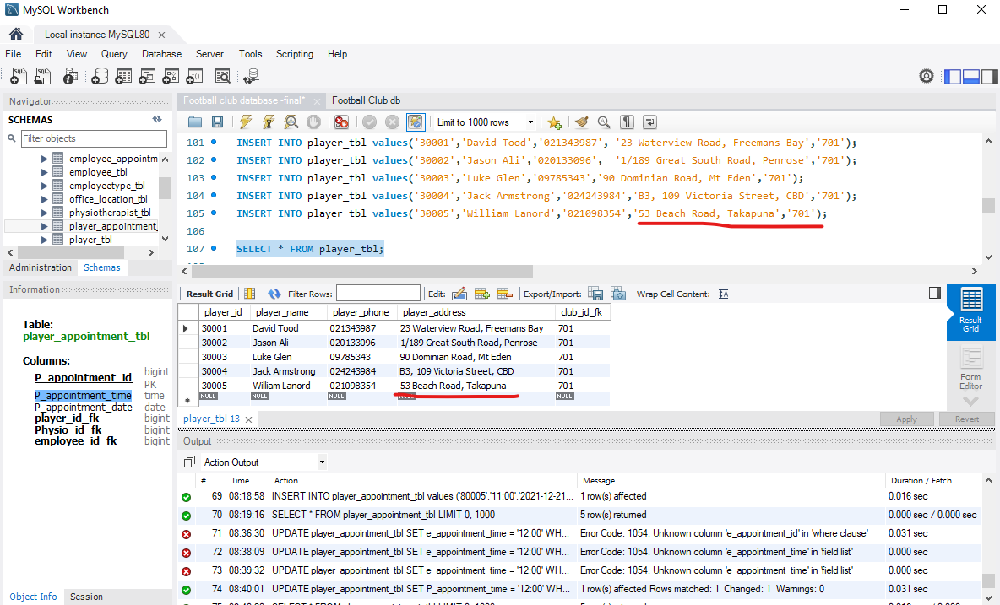 MySQL Workbench
Local instance MySQL80
File Edit View Query Database Server Tools Scripting Help
Navigator
SCHEMAS
Filter objects
employee_appointm
employee_tbl
employeetype_tbl
office_location_tbl
physiotherapist_tbl
player_appointment_
player_tbl
Administration Schemas
Information
Table:
player_appointment_tbl
Columns:
P_appointment_id bigint
PK
P_appointment_time time
P_appointment_date date
player_id_fk bigint
Physio_id_fk bigint
employee_id_fk bigint
Object Info Session
Football club database -final* Football Club db
Limit to 1000 rows
101 INSERT INTO player_tbl values('30001','David Tood','021343987', '23 Waterview Road, Freemans Bay','701');
102 INSERT INTO player_tbl values('30002','Jason Ali','020133096', '1/189 Great South Road, Penrose','701');
103 INSERT INTO player_tbl values('30003','Luke Glen','09785343','90 Dominian Road, Mt Eden','701');
104 INSERT INTO player_tbl values('30004','Jack Armstrong','024243984','B3, 109 Victoria Street, CBD','701');
105 INSERT INTO player_tbl values('30005','William Lanord','021098354','53 Beach Road, Takapuna','701');
106
107 SELECT * FROM player_tbl;
Result Grid Filter Rows: Edit: Export/Import: Wrap Cell Content:
player_id player_name player_phone player_address club_id_fk
30001 David Tood 021343987 23 Waterview Road, Freemans Bay 701
30002 Jason Ali 020133096 1/189 Great South Road, Penrose 701
30003 Luke Glen 09785343 90 Dominian Road, Mt Eden 701
30004 Jack Armstrong 024243984 B3, 109 Victoria Street, CBD 701
30005 William Lanord 021098354 53 Beach Road, Takapuna 701
NULL NULL NULL NULL NULL
Result
Grid
Form
Editor
player_tbl 13
Apply Revert
Output
Action Output
# Time Action Message Duration / Fetch
69 08:18:58 INSERT INTO player_appointment_tbl values ('80005','11:00','2021-12-21... 1 row(s) affected 0.016 sec
70 08:19:16 SELECT * FROM player_appointment_tbl LIMIT 0, 1000 5 row(s) returned 0.000 sec / 0.000 sec
71 08:36:30 UPDATE player_appointment_tbl SET e_appointment_time = '12:00' WH... Error Code: 1054. Unknown column 'e_appointment_id' in 'where clause' 0.031 sec
72 08:38:09 UPDATE player_appointment_tbl SET e_appointment_time = '12:00' WH... Error Code: 1054. Unknown column 'e_appointment_time' in 'field list' 0.000 sec
73 08:39:32 UPDATE player_appointment_tbl SET e_appointment_time = '12:00' WH... Error Code: 1054. Unknown column 'e_appointment_time' in 'field list' 0.000 sec
74 08:40:01 UPDATE player_appointment_tbl SET P_appointment_time = '12:00' WH... 1 row(s) affected Rows matched: 1 Changed: 1 Warnings: 0 0.031 sec